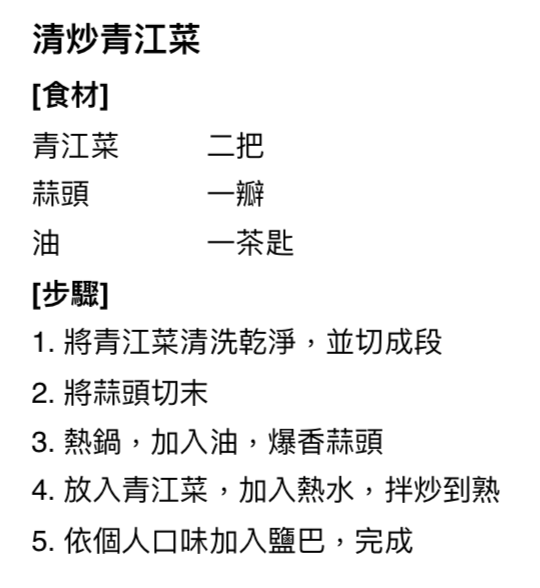 清炒青江菜
[食材]
青江菜 二把
蒜頭 一瓣
油 一茶匙
[步驟]
1. 將青江菜清洗乾淨，並切成段
2. 將蒜頭切末
3. 熱鍋，加入油，爆香蒜頭
4. 放入青江菜，加入熱水，拌炒到熟
5. 依個人口味加入鹽巴，完成